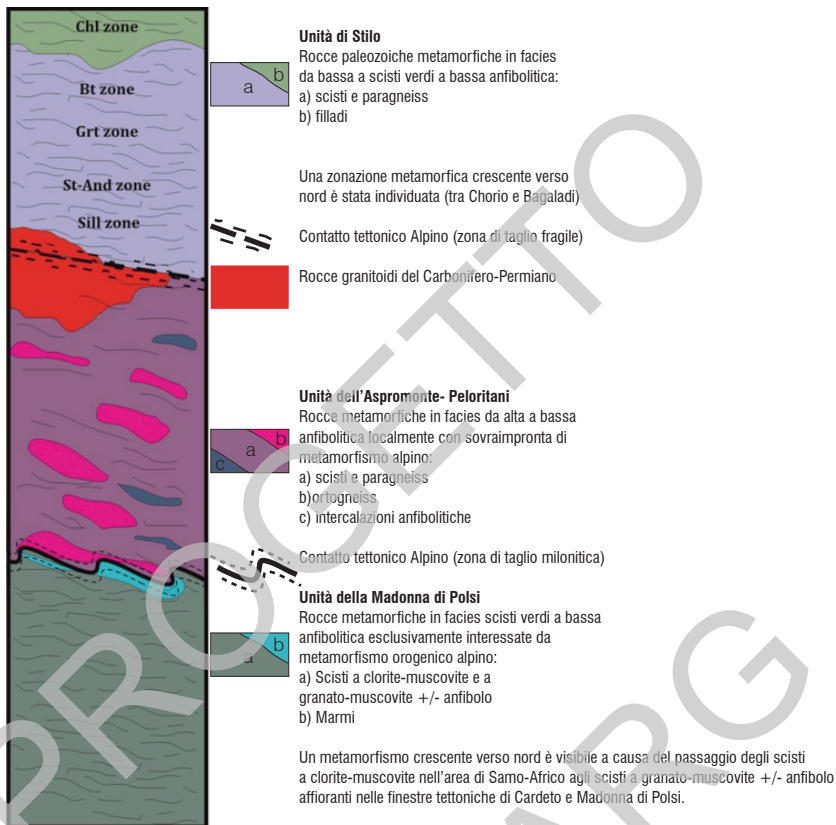 Chl zone
Bt zone
Grt zone
St-And zone
Sill zone
b
a
Unità di Stilo
Rocce paleozoiche metamorfiche in facies
da bassa a scisti verdi a bassa anfibolitica:
a) scisti e paragneiss
b) filladi
Una zonazione metamorfica crescente verso
nord è stata individuata (tra Chorio e Bagaladi)
Contatto tettonico Alpino (zona di taglio fragile)
Rocce granitoidi del Carbonifero-Permiano
b
a
c
Unità dell'Aspromonte- Peloritani
Rocce metamorfiche in facies da alta a bassa
anfibolitica localmente con sovraimpronta di
metamorfismo alpino:
a) scisti e paragneiss
b)ortogneiss
c) intercalazioni anfibolitiche
Contatto tettonico Alpino (zona di taglio milonitica)
b
a
Unità della Madonna di Polsi
Rocce metamorfiche in facies scisti verdi a bassa
anfibolitica esclusivamente interessate da
metamorfismo orogenico alpino:
a) Scisti a clorite-muscovite e a
granato-muscovite +/- anfibolo
b) Marmi
Un metamorfismo crescente verso nord è visibile a causa del passaggio degli scisti
a clorite-muscovite nell'area di Samo-Africo agli scisti a granato-muscovite +/- anfibolo
affioranti nelle finestre tettoniche di Cardeto e Madonna di Polsi.
PROGETTO
ARG